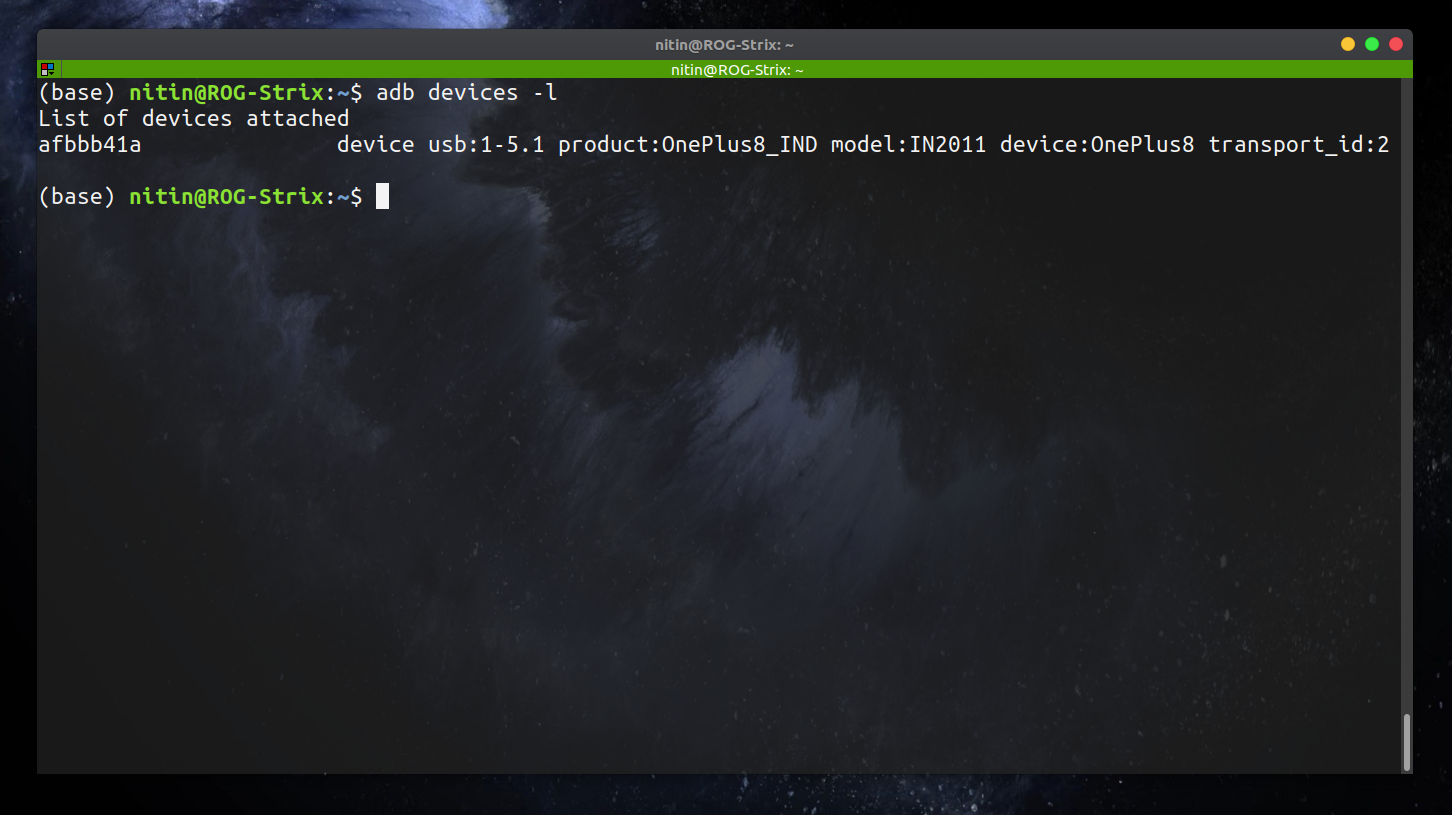 nitin@ROG-Strix: ~
nitin@ROG-Strix: ~
(base) nitin@ROG-Strix:~$ adb devices -l
List of devices attached
afbbb41a               device usb:1-5.1 product:OnePlus8_IND model:IN2011 device:OnePlus8 transport_id:2
(base) nitin@ROG-Strix:~$